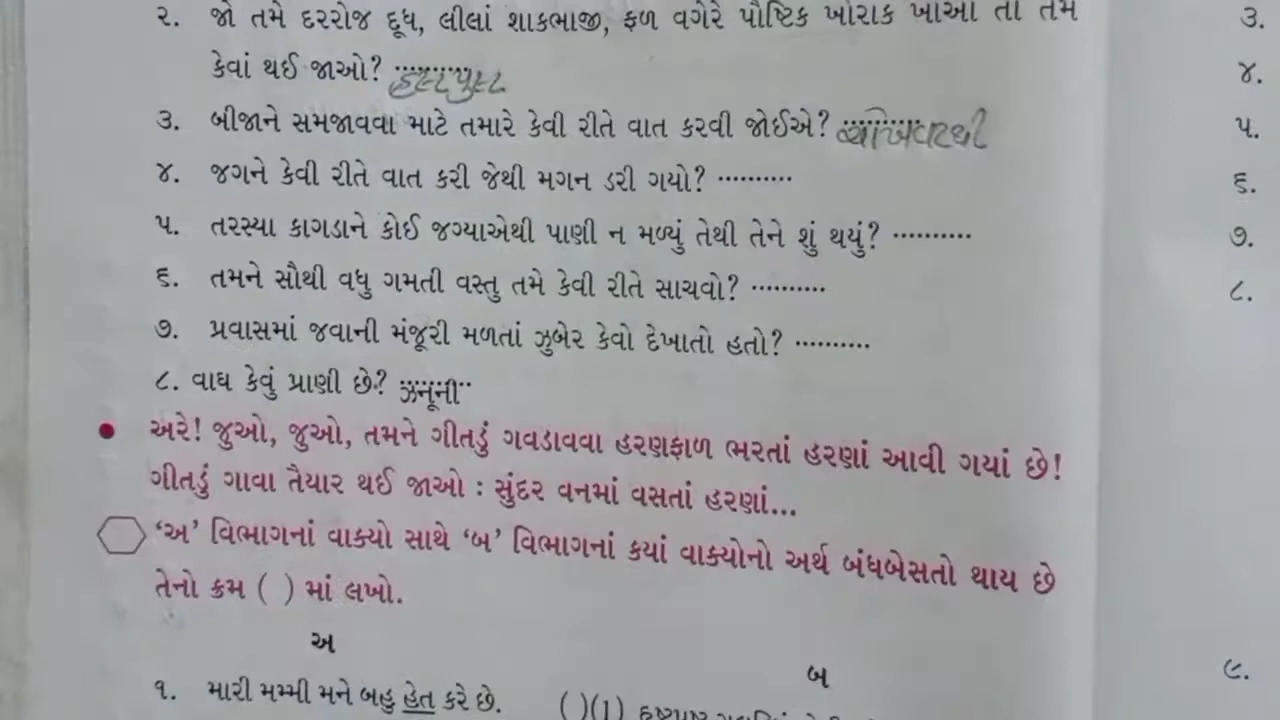 ૨. જો તમે દરરોજ દૂધ, લીલાં શાકભાજી, ફળ વગેરે પૌષ્ટિક ખોરાક ખાઓ તો તમે
કેવાં થઈ જાઓ? .......... હૃષ્ટપુષ્ટ
૩. બીજાને સમજાવવા માટે તમારે કેવી રીતે વાત કરવી જોઈએ? ..........
૪. જગને કેવી રીતે વાત કરી જેથી મગન ડરી ગયો? ..........
૫. તરસ્યા કાગડાને કોઈ જગ્યાએથી પાણી ન મળ્યું તેથી તેને શું થયું? ..........
૬. તમને સૌથી વધુ ગમતી વસ્તુ તમે કેવી રીતે સાચવો? ..........
૭. પ્રવાસમાં જવાની મંજૂરી મળતાં ઝુબેર કેવો દેખાતો હતો? ..........
૮. વાઘ કેવું પ્રાણી છે? ઝનૂની
• અરે! જુઓ, જુઓ, તમને ગીતડું ગવડાવવા હરણફાળ ભરતાં હરણાં આવી ગયાં છે!
ગીતડું ગાવા તૈયાર થઈ જાઓ : સુંદર વનમાં વસતાં હરણાં...
‘અ’ વિભાગનાં વાક્યો સાથે ‘બ’ વિભાગનાં કયાં વાક્યોનો અર્થ બંધબેસતો થાય છે
તેનો ક્રમ ( ) માં લખો.
અ
બ
૧. મારી મમ્મી મને બહુ હેત કરે છે. ( ) (1)
૩.
૪.
૫.
૬.
૭.
૮.
૯.